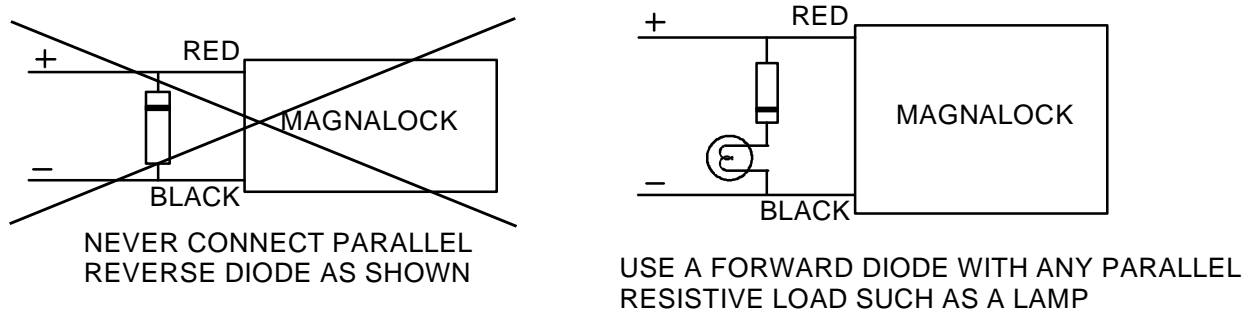 +
RED
MAGNALOCK
−
BLACK
NEVER CONNECT PARALLEL
REVERSE DIODE AS SHOWN
+
RED
MAGNALOCK
−
BLACK
USE A FORWARD DIODE WITH ANY PARALLEL
RESISTIVE LOAD SUCH AS A LAMP